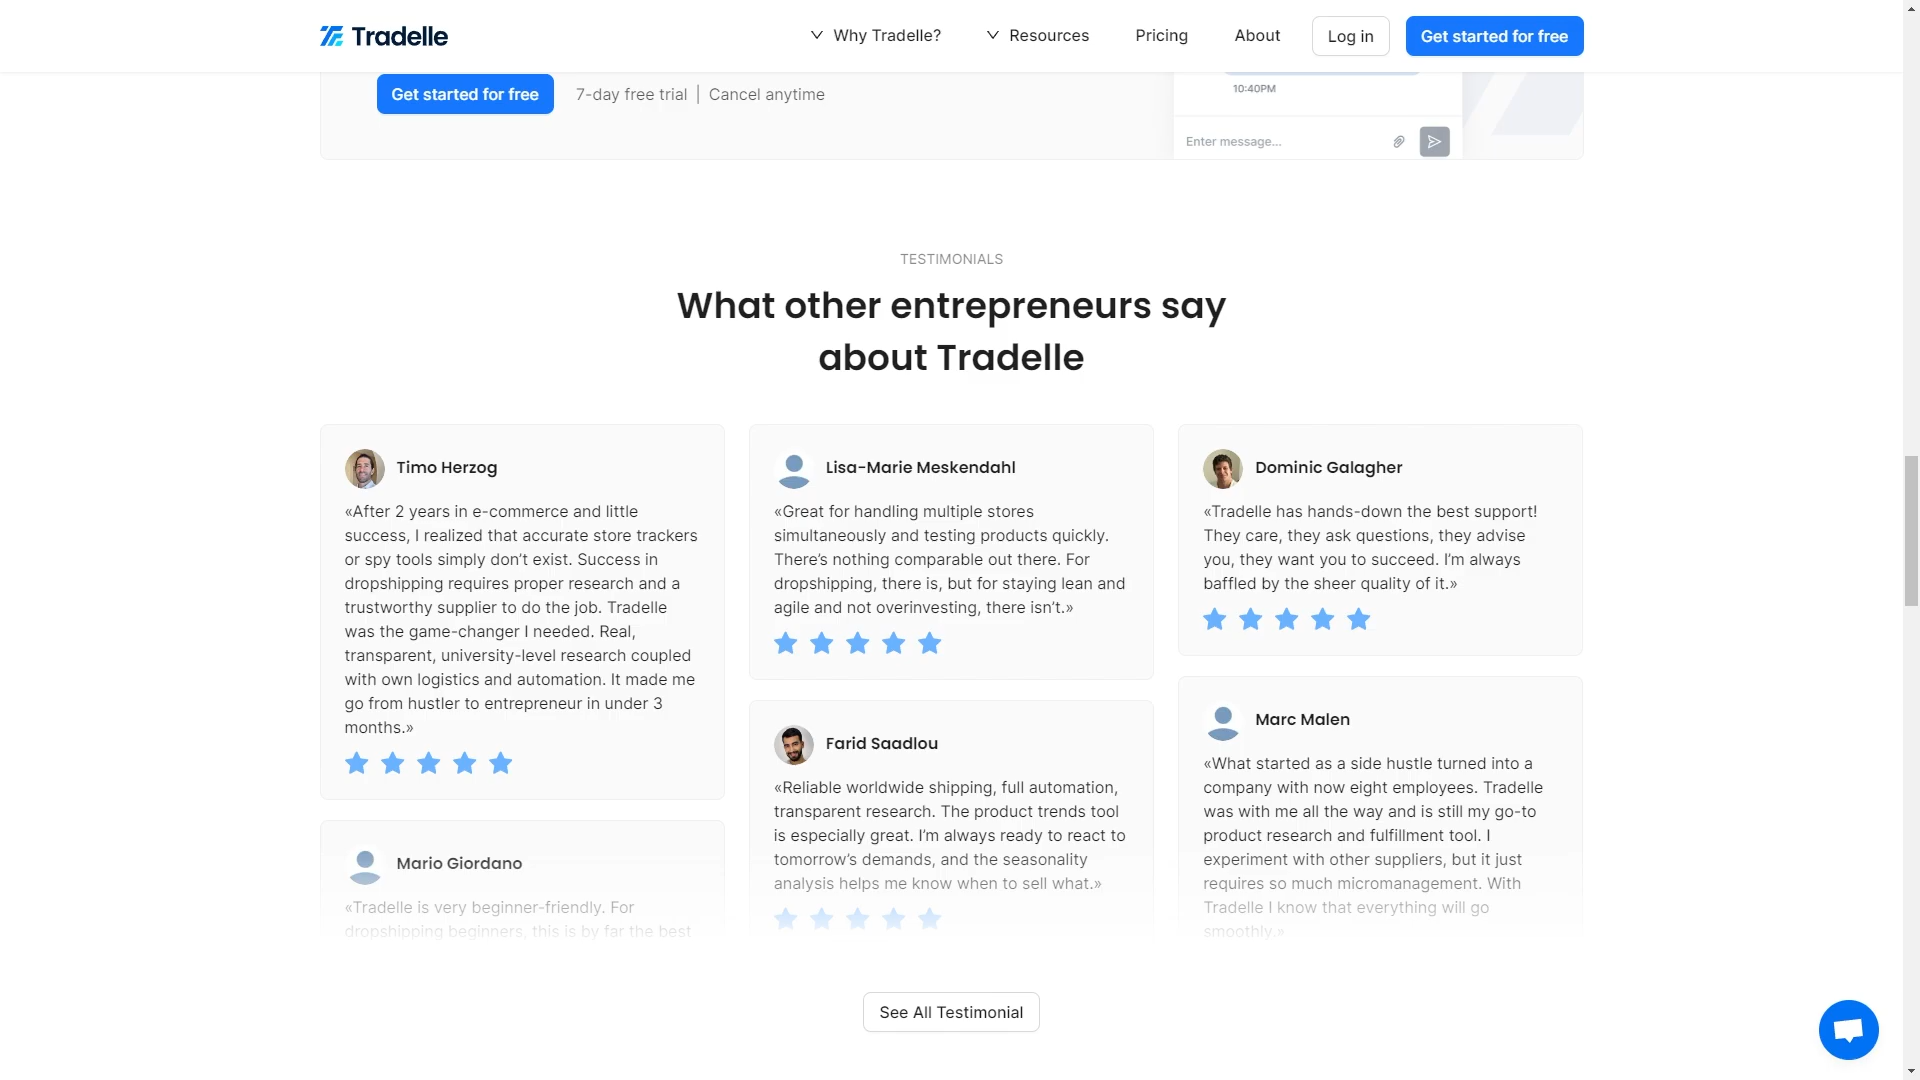 Tradelle
Why Tradelle?
Resources
Pricing
About
Log in
Get started for free
Get started for free
7-day free trial | Cancel anytime
10:40PM
Enter message...
TESTIMONIALS
What other entrepreneurs say
about Tradelle
Timo Herzog
«After 2 years in e-commerce and little
success, I realized that accurate store trackers
or spy tools simply don’t exist. Success in
dropshipping requires proper research and a
trustworthy supplier to do the job. Tradelle
was the game-changer I needed. Real,
transparent, university-level research coupled
with own logistics and automation. It made me
go from hustler to entrepreneur in under 3
months.»
Mario Giordano
«Tradelle is very beginner-friendly. For
dropshipping beginners, this is by far the best
Lisa-Marie Meskendahl
«Great for handling multiple stores
simultaneously and testing products quickly.
There’s nothing comparable out there. For
dropshipping, there is, but for staying lean and
agile and not overinvesting, there isn’t.»
Farid Saadlou
«Reliable worldwide shipping, full automation,
transparent research. The product trends tool
is especially great. I’m always ready to react to
tomorrow’s demands, and the seasonality
analysis helps me know when to sell what.»
Dominic Galagher
«Tradelle has hands-down the best support!
They care, they ask questions, they advise
you, they want you to succeed. I’m always
baffled by the sheer quality of it.»
Marc Malen
«What started as a side hustle turned into a
company with now eight employees. Tradelle
was with me all the way and is still my go-to
product research and fulfillment tool. I
experiment with other suppliers, but it just
requires so much micromanagement. With
Tradelle I know that everything will go
smoothly.»
See All Testimonial